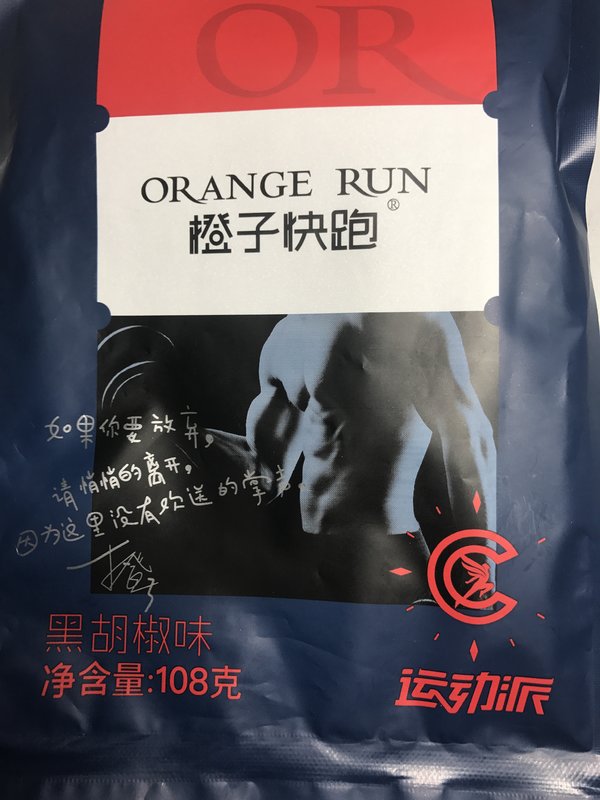 OR
ORANGE RUN
橙子快跑®
如果你要放弃，
请悄悄的离开，
因为这里没有欢送的掌声。
橙子
黑胡椒味
净含量:108克
运动派